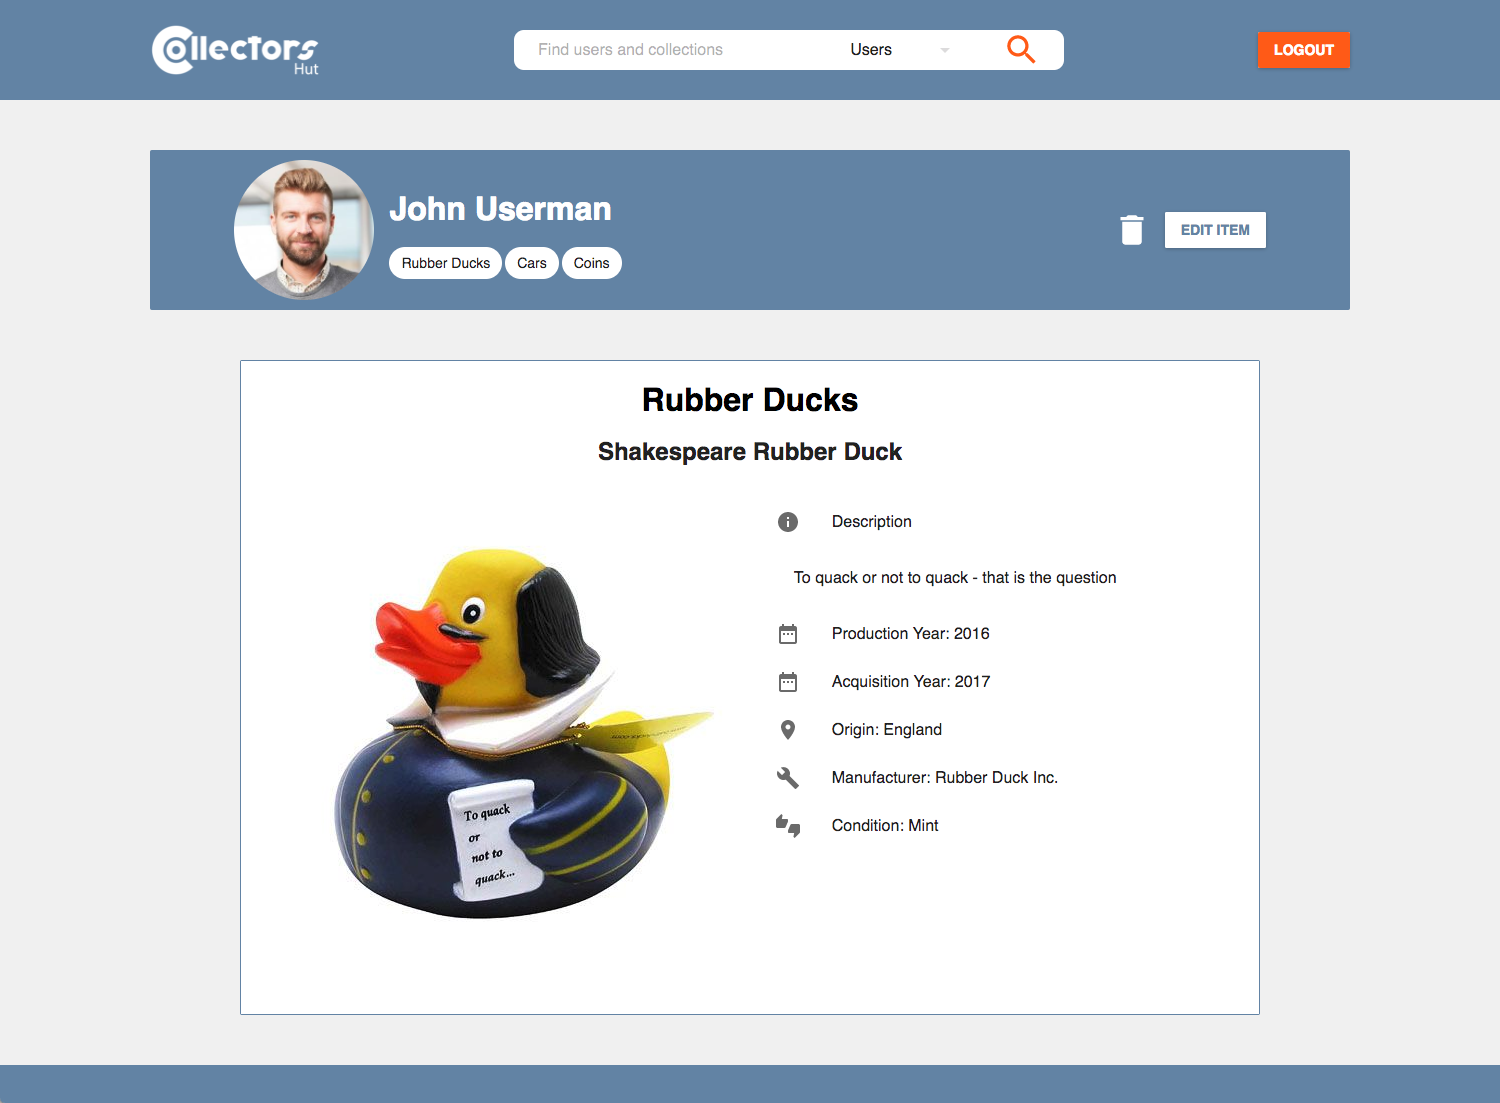 Collectors
Hut
Find users and collections
Users
LOGOUT
John Userman
Rubber Ducks
Cars
Coins
EDIT ITEM
Rubber Ducks
Shakespeare Rubber Duck
Description
To quack or not to quack - that is the question
Production Year: 2016
Acquisition Year: 2017
Origin: England
Manufacturer: Rubber Duck Inc.
Condition: Mint
To quack
or
not to
quack...